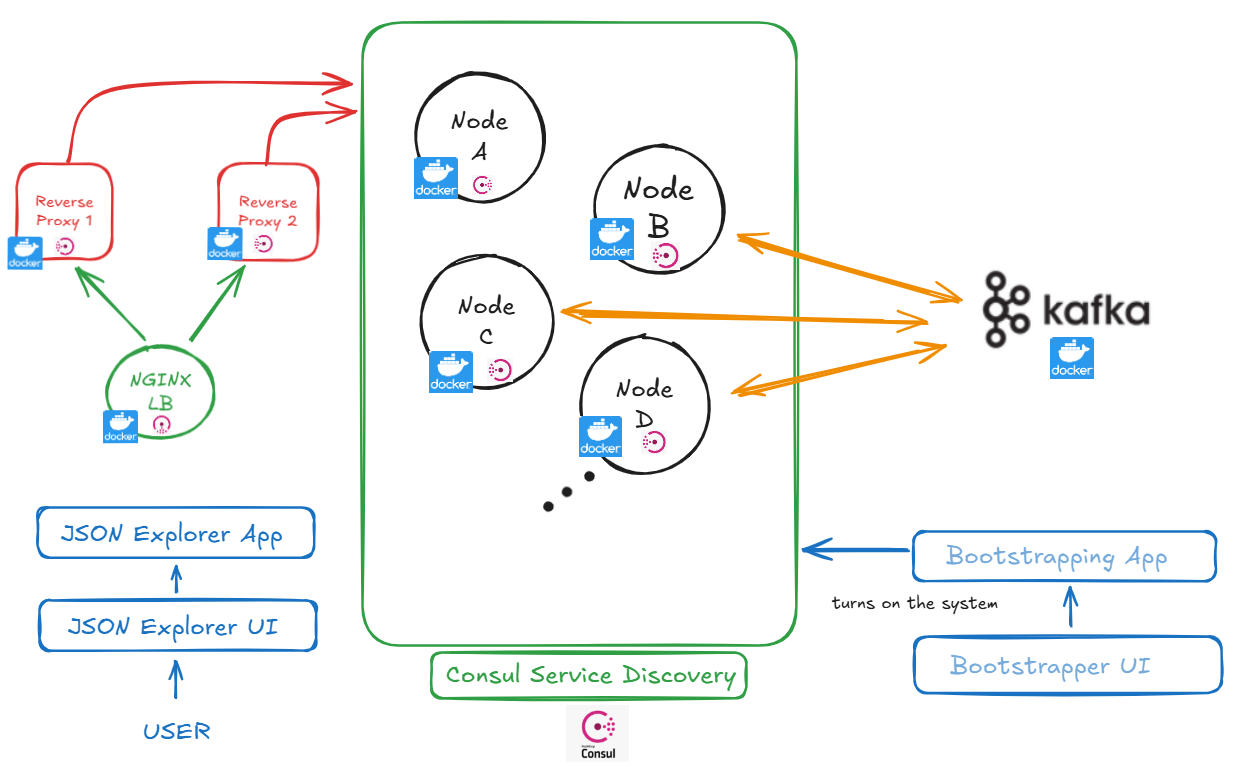 Node
A
docker
Node
B
docker
Reverse
Proxy 1
docker
Reverse
Proxy 2
docker
Node
C
docker
kafka
docker
NGINX
LB
docker
Node
D
docker
JSON Explorer App
JSON Explorer UI
USER
Bootstrapping App
turns on the system
Bootstrapper UI
Consul Service Discovery
HashiCorp
Consul